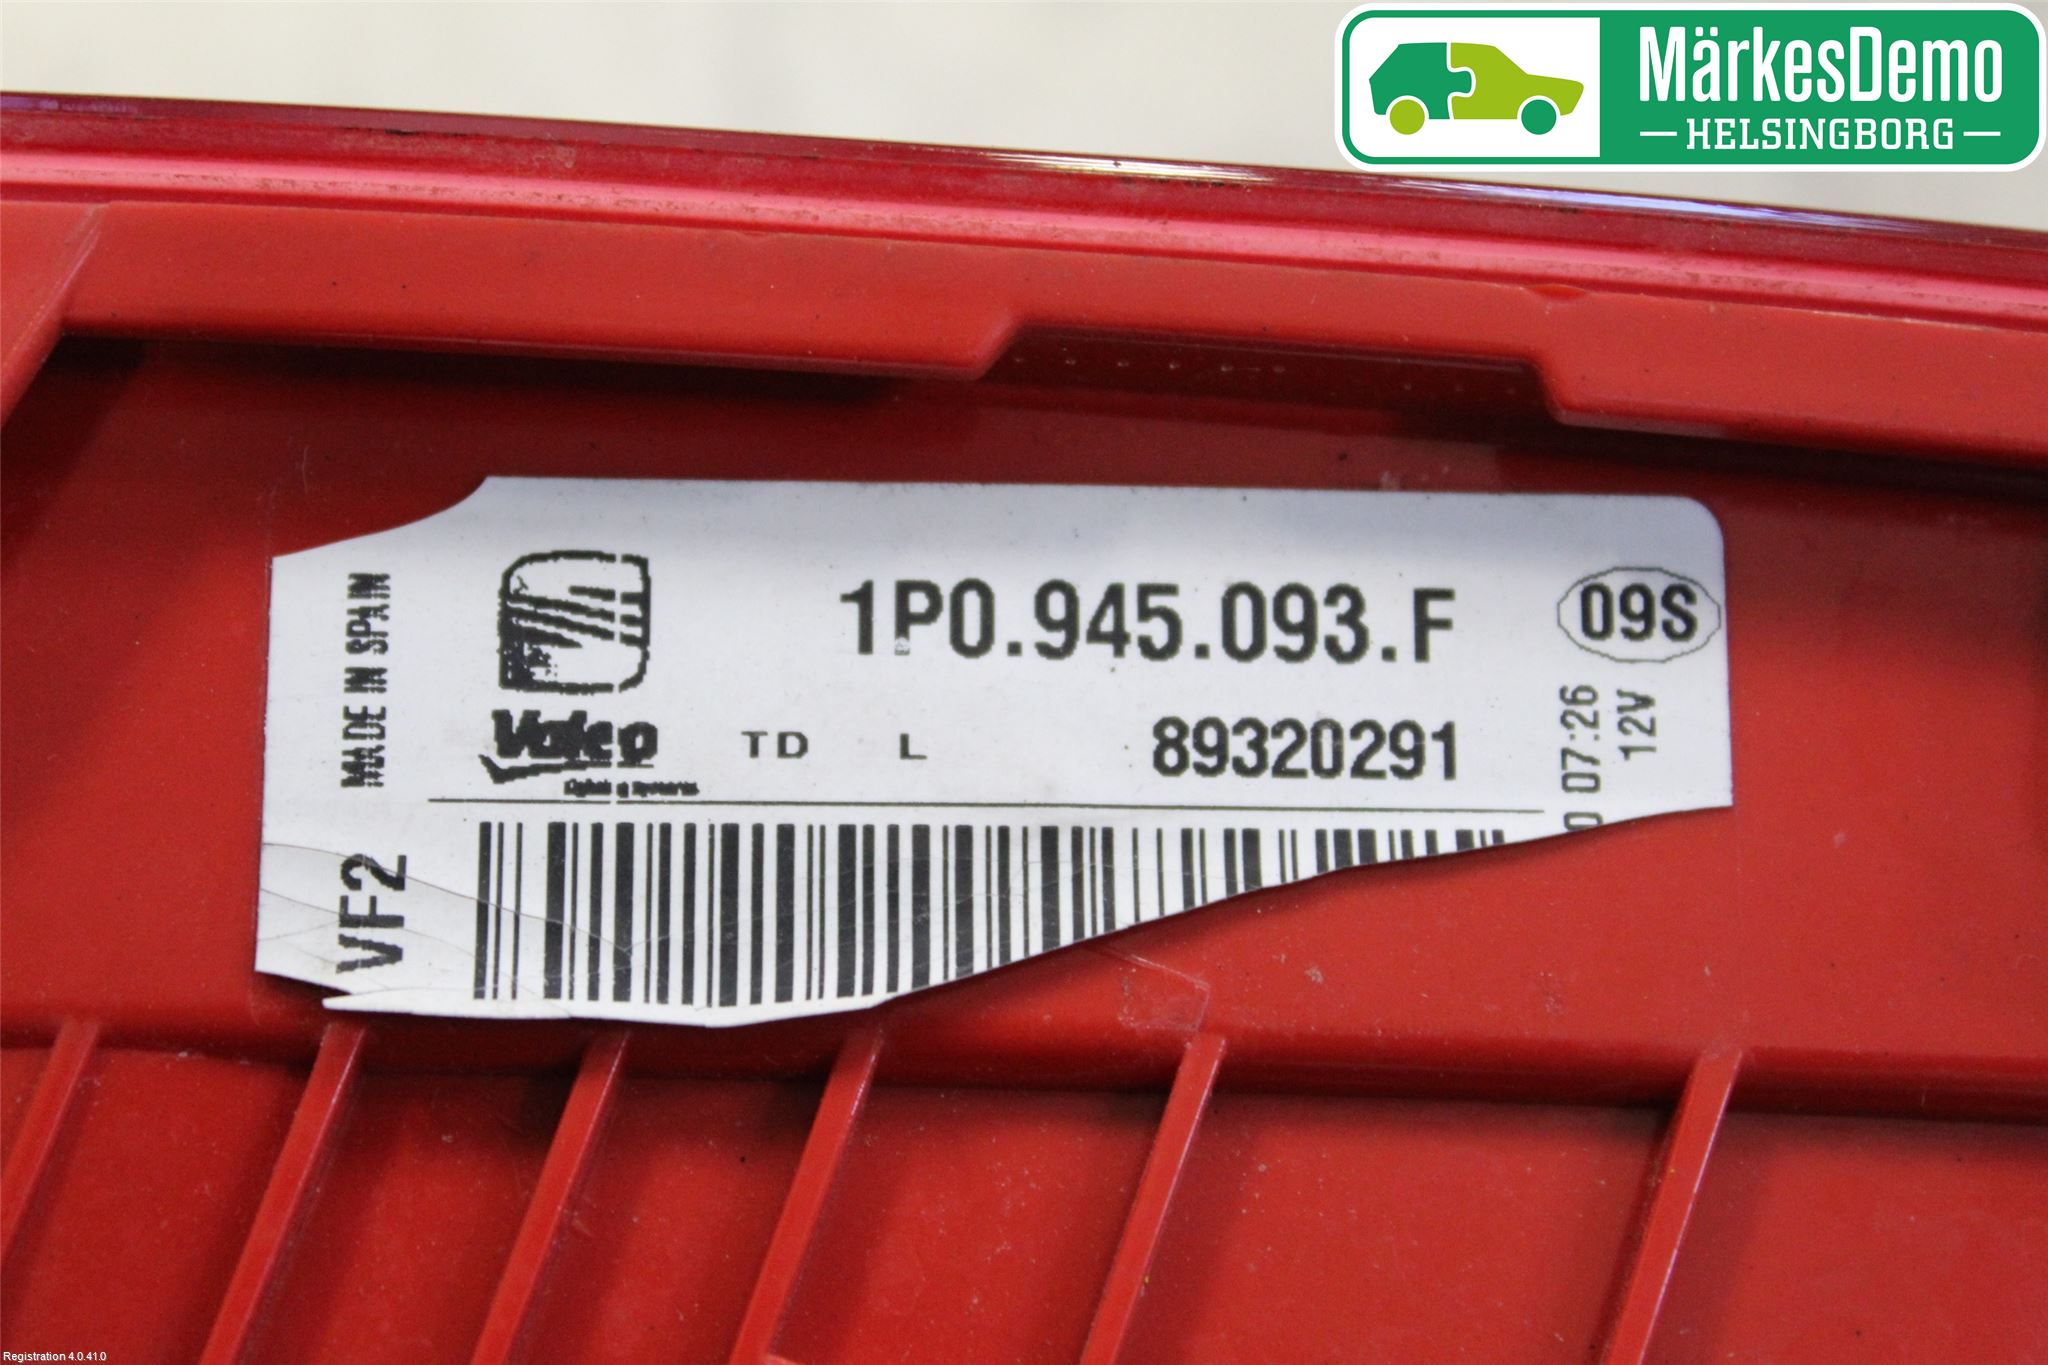 MärkesDemo
HELSINGBORG
MADE IN SPAIN
1P0.945.093.F
09S
Valeo
TD L 89320291
07:26
12V
VF2
Registration 4.0.41.0